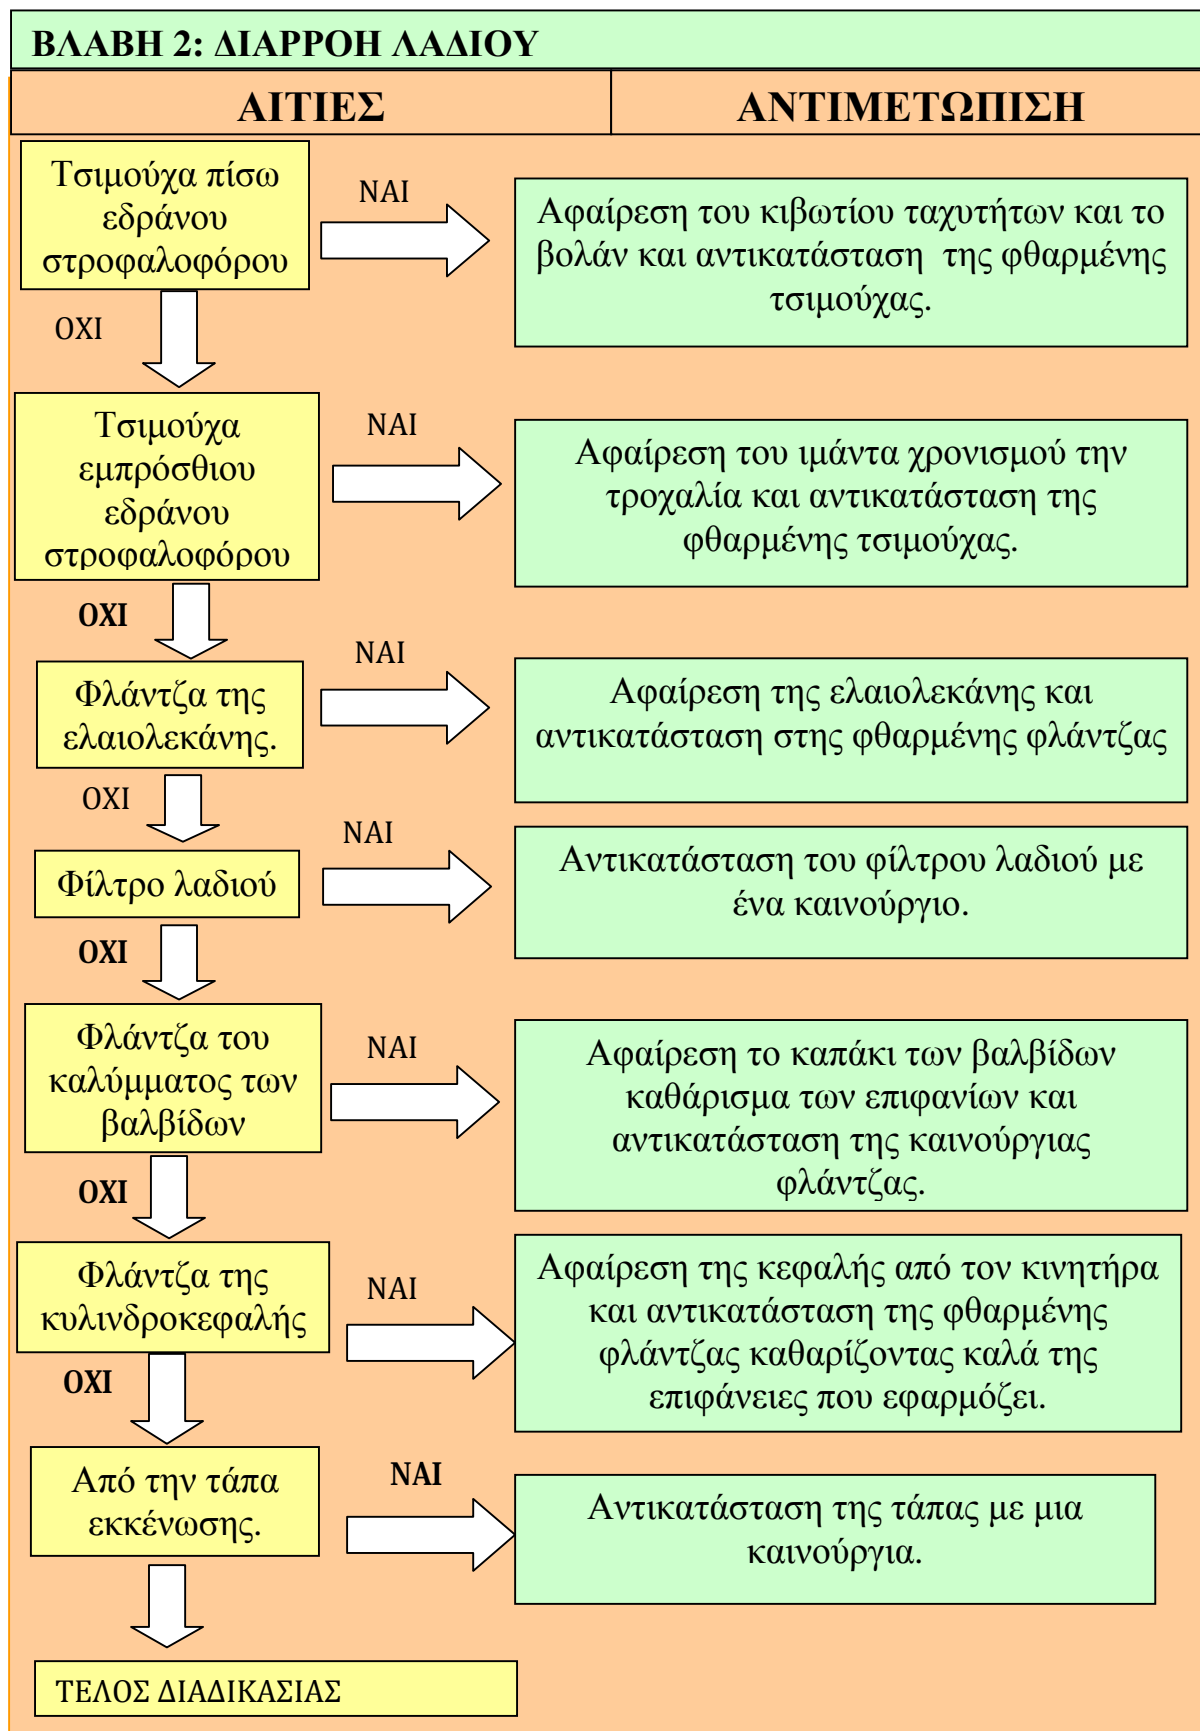 ΒΛΑΒΗ 2: ΔΙΑΡΡΟΗ ΛΑΔΙΟΥ
ΑΙΤΙΕΣ
ΑΝΤΙΜΕΤΩΠΙΣΗ
Τσιμούχα πίσω
εδράνου
στροφαλοφόρου
ΝΑΙ
Αφαίρεση του κιβωτίου ταχυτήτων και το
βολάν και αντικατάσταση της φθαρμένης
τσιμούχας.
ΟΧΙ
Τσιμούχα
εμπρόσθιου
εδράνου
στροφαλοφόρου
ΝΑΙ
Αφαίρεση του ιμάντα χρονισμού την
τροχαλία και αντικατάσταση της
φθαρμένης τσιμούχας.
ΟΧΙ
Φλάντζα της
ελαιολεκάνης.
ΝΑΙ
Αφαίρεση της ελαιολεκάνης και
αντικατάσταση στης φθαρμένης φλάντζας
ΟΧΙ
Φίλτρο λαδιού
ΝΑΙ
Αντικατάσταση του φίλτρου λαδιού με
ένα καινούργιο.
ΟΧΙ
Φλάντζα του
καλύμματος των
βαλβίδων
ΝΑΙ
Αφαίρεση το καπάκι των βαλβίδων
καθάρισμα των επιφανίων και
αντικατάσταση της καινούργιας
φλάντζας.
ΟΧΙ
Φλάντζα της
κυλινδροκεφαλής
ΝΑΙ
Αφαίρεση της κεφαλής από τον κινητήρα
και αντικατάσταση της φθαρμένης
φλάντζας καθαρίζοντας καλά της
επιφάνειες που εφαρμόζει.
ΟΧΙ
Από την τάπα
εκκένωσης.
ΝΑΙ
Αντικατάσταση της τάπας με μια
καινούργια.
ΤΕΛΟΣ ΔΙΑΔΙΚΑΣΙΑΣ